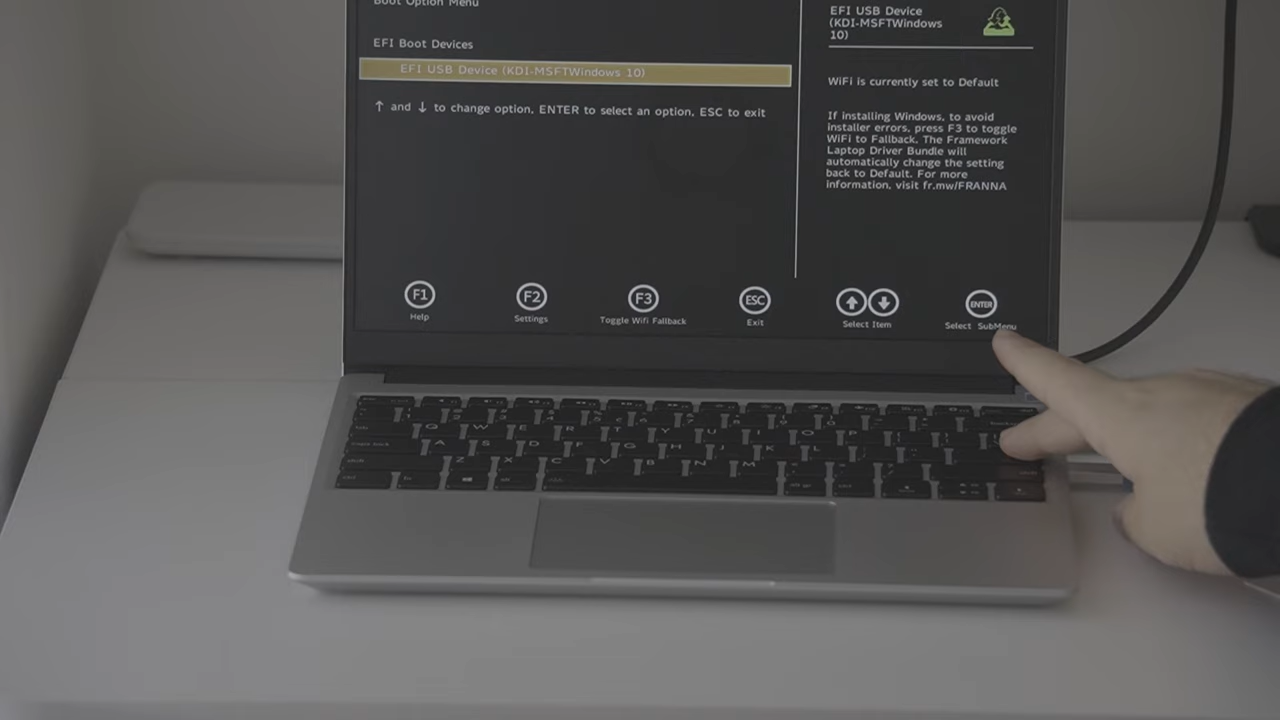 Boot Option Menu
EFI Boot Devices
EFI USB Device (KDI-MSFTWindows 10)
↑ and ↓ to change option, ENTER to select an option, ESC to exit
EFI USB Device
(KDI-MSFTWindows
10)
WiFi is currently set to Default
If installing Windows, to avoid
installer errors, press F3 to toggle
WiFi to Fallback. The Framework
Laptop Driver Bundle will
automatically change the setting
back to Default. For more
information, visit fr.mw/FRANNA
F1
Help
F2
Settings
F3
Toggle Wifi Fallback
ESC
Exit
Select Item
ENTER
Select SubMenu
Q W E R T Y U I O P
A S D F G H J K L
Z X C V B N M